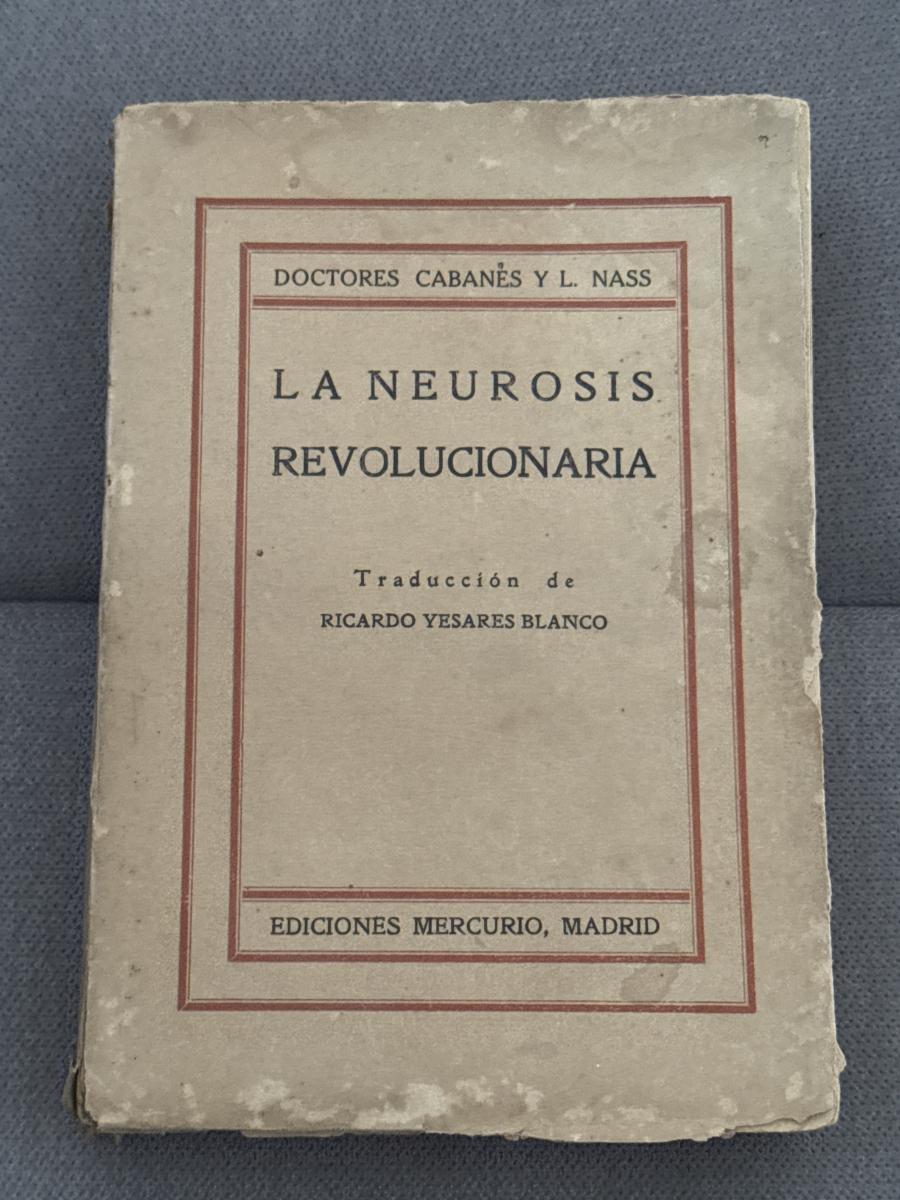 DOCTORES CABANÈS Y L. NASS
LA NEUROSIS
REVOLUCIONARIA
Traducción de
RICARDO YESARES BLANCO
EDICIONES MERCURIO, MADRID